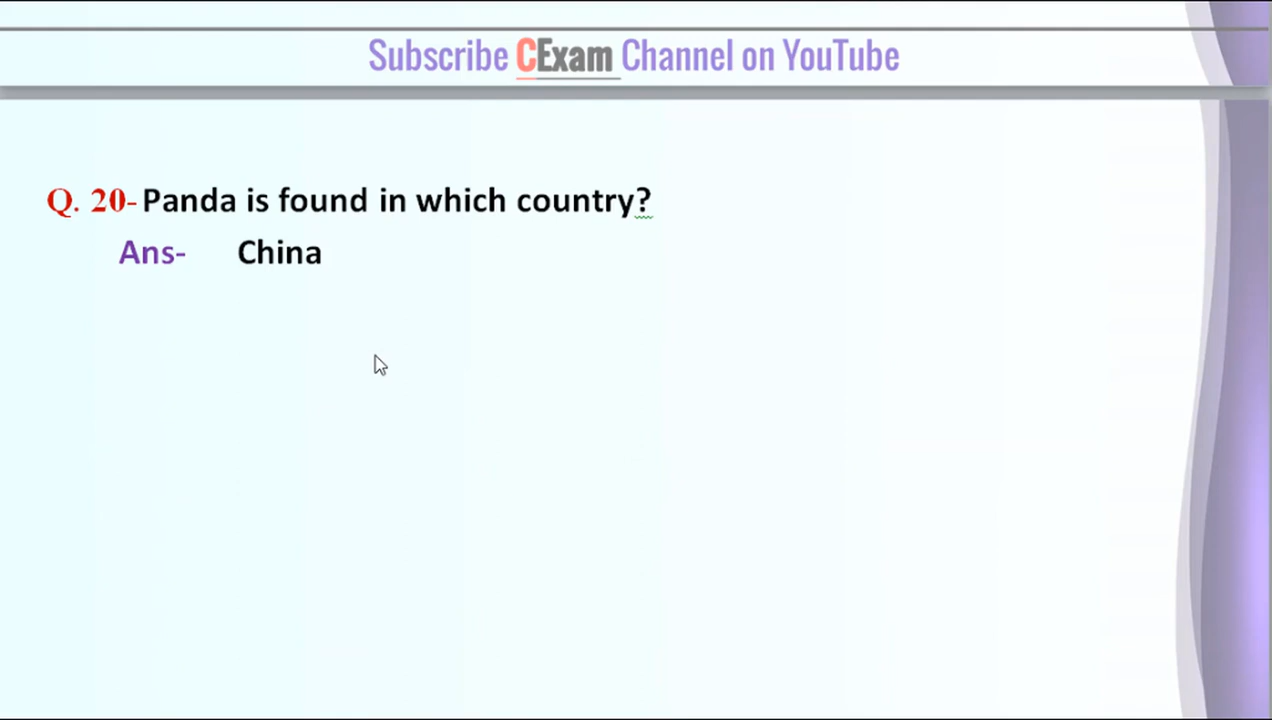 Subscribe CExam Channel on YouTube
Q. 20- Panda is found in which country?
Ans- China